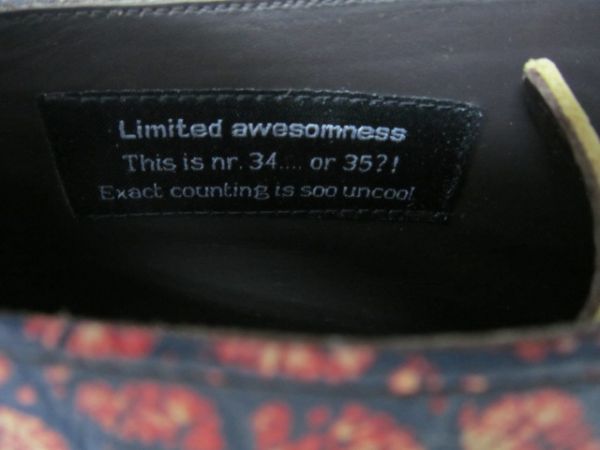 Limited awesomness
This is nr. 34.... or 35?!
Exact counting is soo uncool